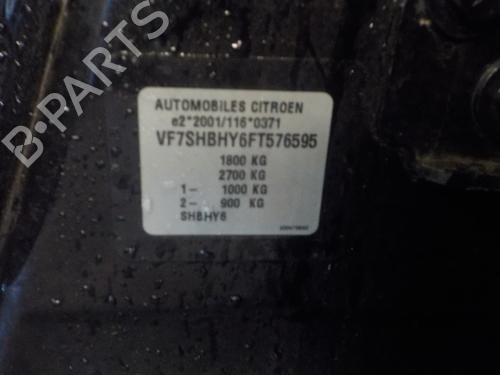 B-PARTS
AUTOMOBILES CITROEN
e2*2001/116*0371
VF7SHBHY6FT576595
1800 KG
2700 KG
1- 1000 KG
2- 900 KG
SHBHY6